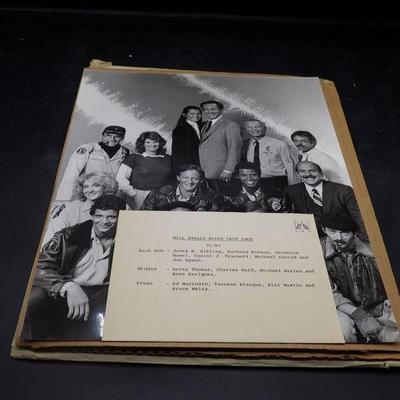 HILL STREET BLUES CAST DATE
(L-R)
Back Row - James B. Sikking, Barbara Bosson, Veronica
Hamel, Daniel J Travanti, Michael Conrad and
Joe Spano.
Middle - Betty Thomas, Charles Haid, Michael Warren and
Rene Enriquez.
Front - Ed Marinaro, Taurean Blacque, Kiel Martin and
Bruce Weitz.